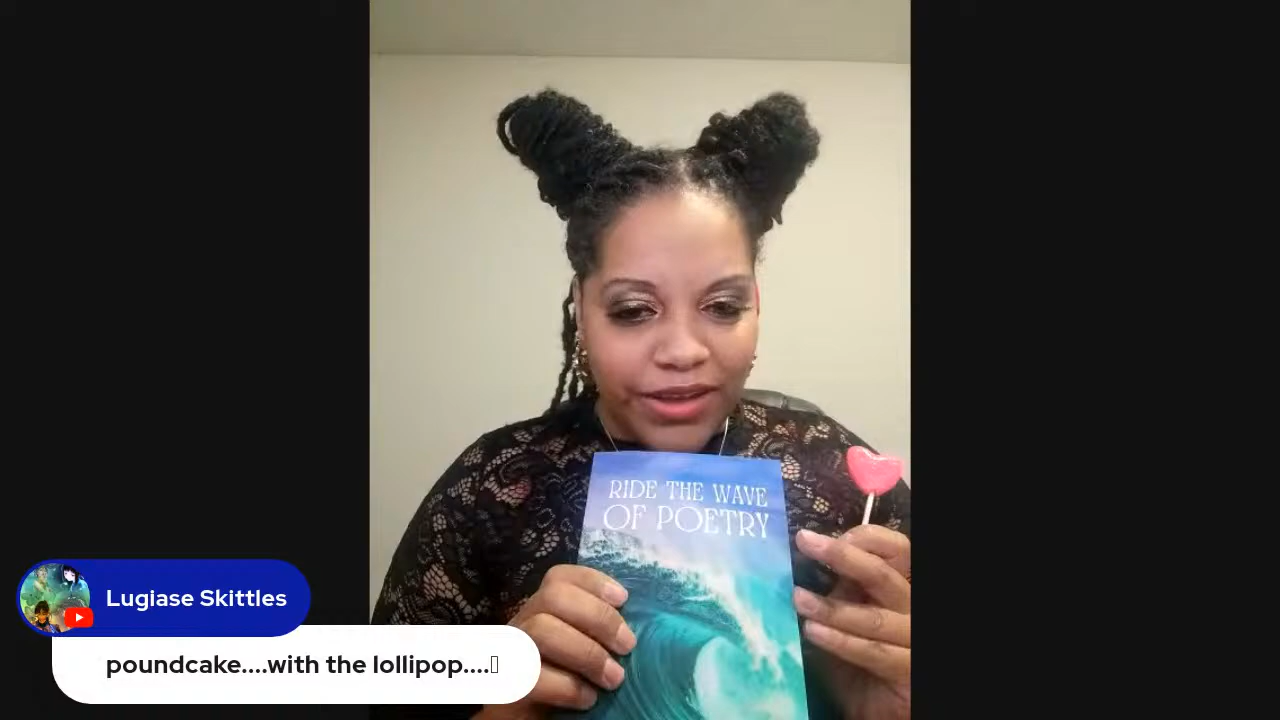 RIDE THE WAVE
OF POETRY
Lugiase Skittles
poundcake....with the lollipop....▯